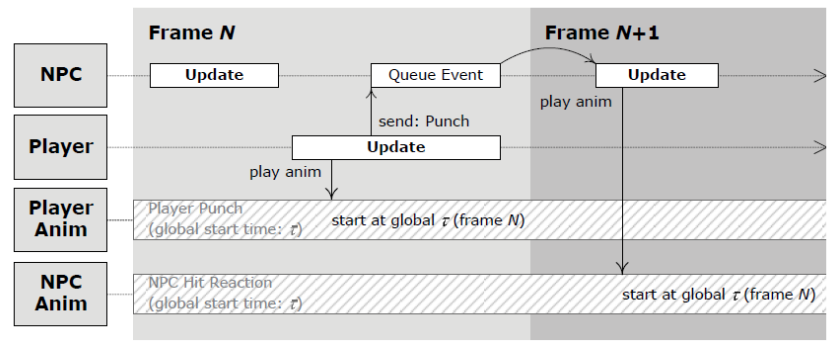 Frame N
Frame N+1
NPC
Update
Queue Event
Update
send: Punch
play anim
Player
Update
play anim
Player
Anim
Player Punch
(global start time: τ)
start at global τ (frame N)
NPC
Anim
NPC Hit Reaction
(global start time: τ)
start at global τ (frame N)